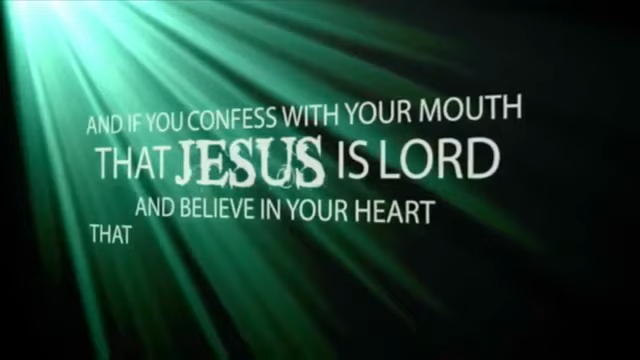 AND IF YOU CONFESS WITH YOUR MOUTH
THAT JESUS IS LORD
AND BELIEVE IN YOUR HEART
THAT